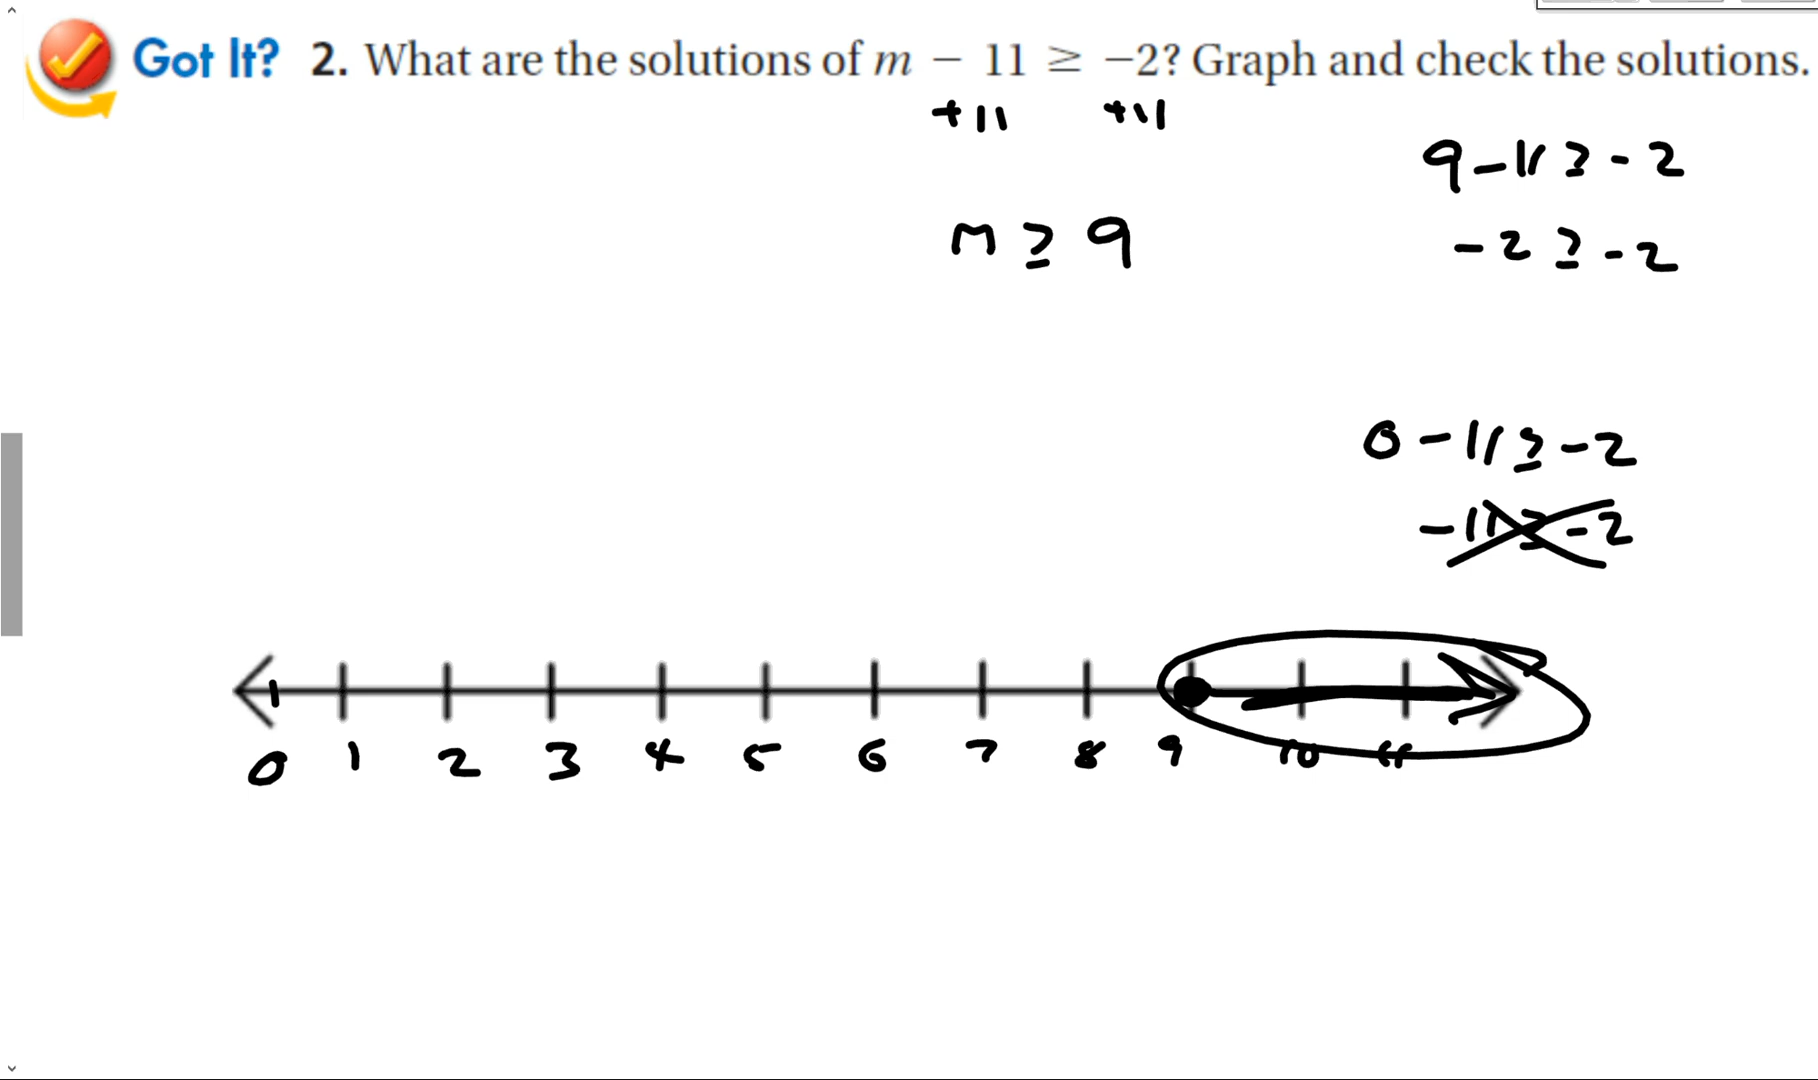 Got It? 2. What are the solutions of m − 11 ≥ −2? Graph and check the solutions.
+11 +11
9 - 11 ≥ - 2
m ≥ 9
- 2 ≥ - 2
0 - 11 ≥ - 2
- 11 ≥ - 2
0 1 2 3 4 5 6 7 8 9 10 11